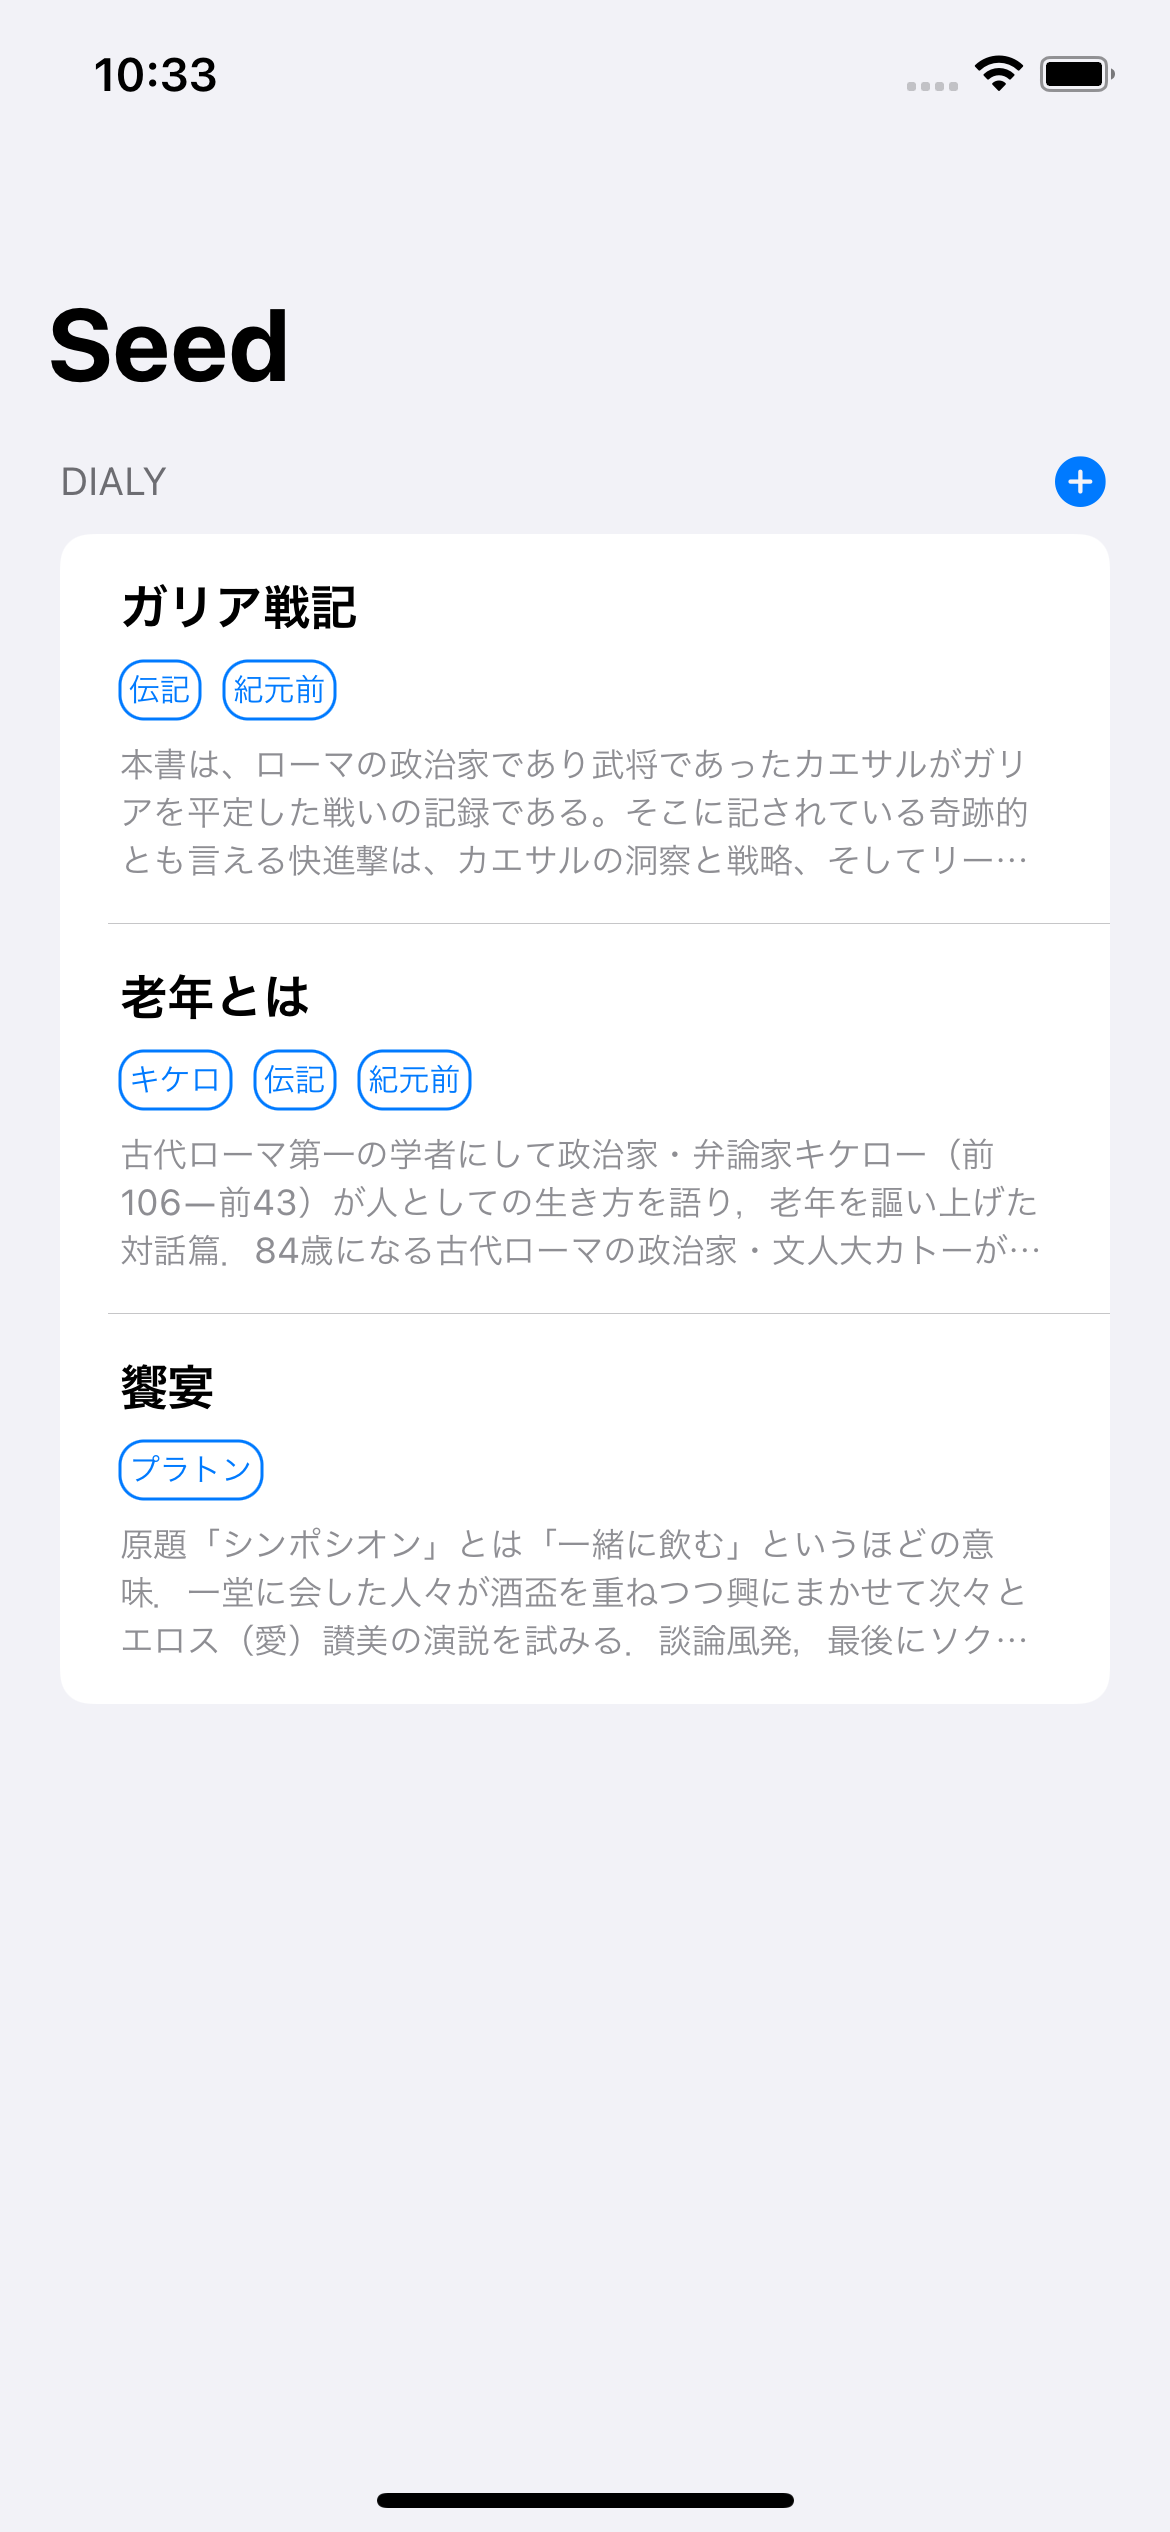 10:33
Seed
DIALY
ガリア戦記
伝記 紀元前
本書は、ローマの政治家であり武将であったカエサルがガリ
アを平定した戦いの記録である。そこに記されている奇跡的
とも言える快進撃は、カエサルの洞察と戦略、そしてリー…
老年とは
キケロ 伝記 紀元前
古代ローマ第一の学者にして政治家・弁論家キケロー（前
106—前43）が人としての生き方を語り，老年を謳い上げた
対話篇．84歳になる古代ローマの政治家・文人大カトーが…
饗宴
プラトン
原題「シンポシオン」とは「一緒に飲む」というほどの意
味．一堂に会した人々が酒盃を重ねつつ興にまかせて次々と
エロス（愛）讃美の演説を試みる．談論風発，最後にソク…